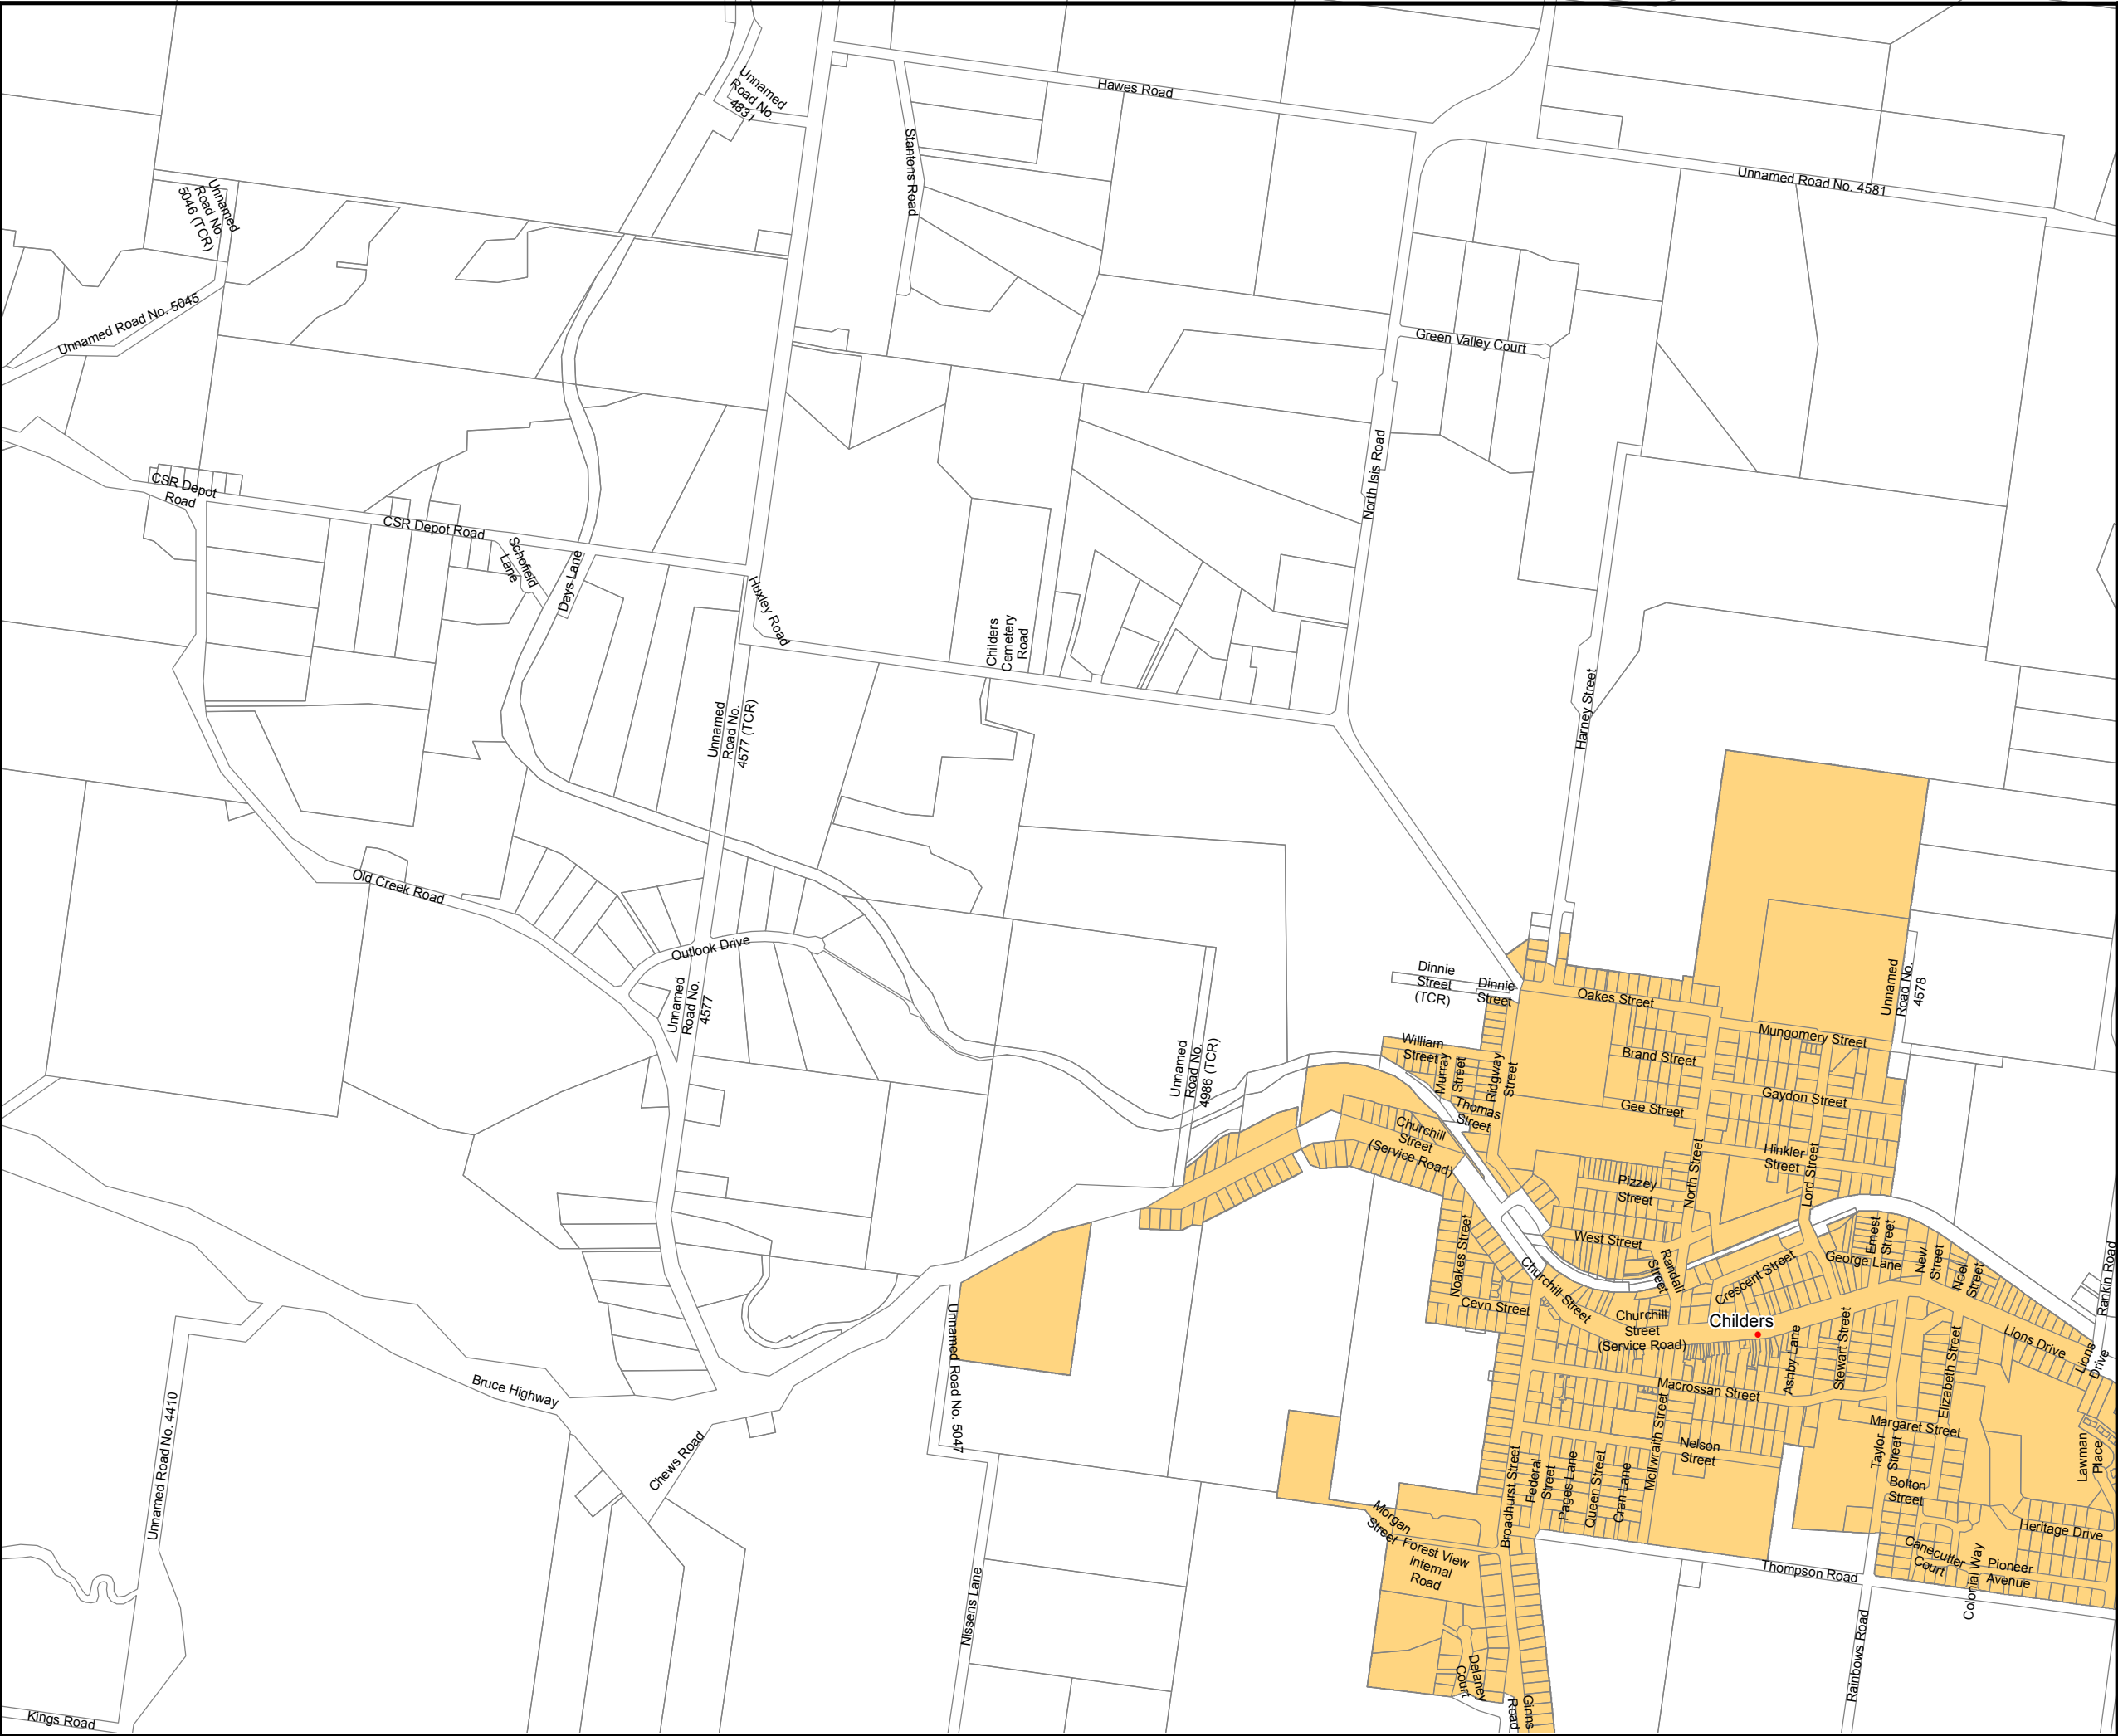 Unnamed
Road No.
4831
Hawes Road
Stantons Road
Unnamed Road No. 4581
Unnamed
Road No.
5046 (TCR)
Unnamed Road No. 5045
Green Valley Court
North Isis Road
CSR Depot
Road
CSR Depot Road
Schofield
Lane
Days Lane
Huxley Road
Childers
Cemetery
Road
Harney Street
Unnamed
Road No.
4577 (TCR)
Old Creek Road
Outlook Drive
Unnamed
Road No.
4577
Dinnie
Street
(TCR)
Dinnie
Street
Oakes Street
Unnamed
Road No.
4578
Mungomery Street
William
Street
Murray
Street
Ridgway
Street
Brand Street
Unnamed
Road No.
4986 (TCR)
Thomas
Street
Gee Street
Gaydon Street
Churchill
Street
(Service Road)
Hinkler
Street
Pizzey
Street
North Street
Lord Street
Noakes Street
West Street
Randall
Street
Crescent Street
George Lane
Ernest
Street
New
Street
Noel
Street
Rankin Road
Churchill Street
Cevn Street
Churchill
Street
(Service Road)
Childers
Ashby Lane
Stewart Street
Elizabeth Street
Lions Drive
Lions
Drive
Unnamed Road No. 5047
Bruce Highway
Unnamed Road No. 4410
Chews Road
Macrossan Street
McIlwraith Street
Margaret Street
Nelson
Street
Taylor
Street
Lawman
Place
Broadhurst Street
Federal
Street
Pages Lane
Queen Street
Cran Lane
Bolton
Street
Morgan
Street
Forest View
Internal
Road
Heritage Drive
Canecutter
Court
Colonial Way
Pioneer
Avenue
Thompson Road
Nissens Lane
Rainbows Road
Delaney
Court
Ginns
Road
Kings Road